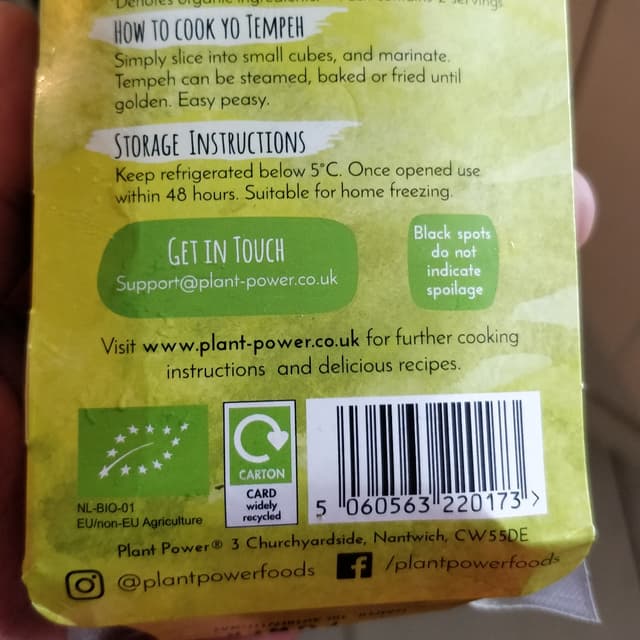 HOW TO COOK YO TEMPEH
Simply slice into small cubes, and marinate.
Tempeh can be steamed, baked or fried until
golden. Easy peasy.
STORAGE INSTRUCTIONS
Keep refrigerated below 5°C. Once opened use
within 48 hours. Suitable for home freezing.
GET IN TOUCH
Support@plant-power.co.uk
Black spots
do not
indicate
spoilage
Visit www.plant-power.co.uk for further cooking
instructions and delicious recipes.
NL-BIO-01
EU/non-EU Agriculture
CARTON
CARD
widely
recycled
5 060563 220173 >
Plant Power® 3 Churchyardside, Nantwich, CW55DE
@plantpowerfoods
f /plantpowerfoods